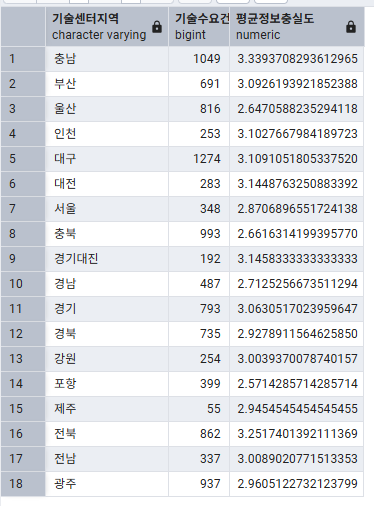 기술센터지역 기술수요건 평균정보충실도
character varying bigint numeric
1 충남 1049 3.3393708293612965
2 부산 691 3.0926193921852388
3 울산 816 2.6470588235294118
4 인천 253 3.1027667984189723
5 대구 1274 3.1091051805337520
6 대전 283 3.1448763250883392
7 서울 348 2.8706896551724138
8 충북 993 2.6616314199395770
9 경기대진 192 3.1458333333333333
10 경남 487 2.7125256673511294
11 경기 793 3.0630517023959647
12 경북 735 2.9278911564625850
13 강원 254 3.0039370078740157
14 포항 399 2.5714285714285714
15 제주 55 2.9454545454545455
16 전북 862 3.2517401392111369
17 전남 337 3.0089020771513353
18 광주 937 2.9605122732123799